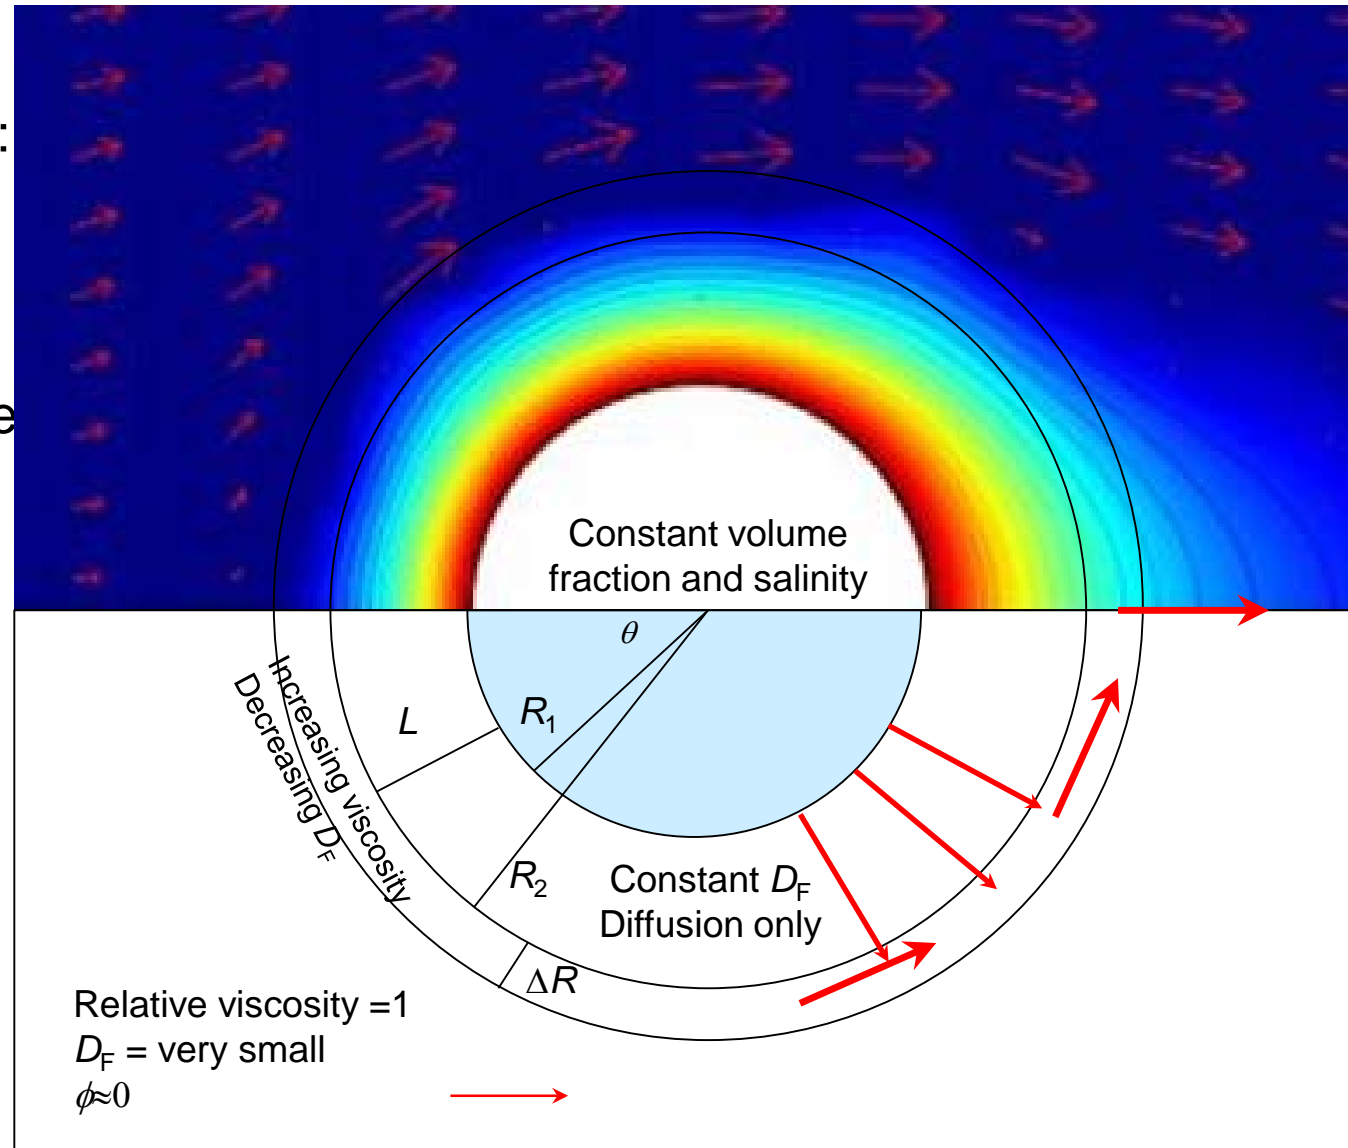 :
e
Constant volume
fraction and salinity
θ
R1
L
Increasing viscosity
Decreasing DF
R2
Constant DF
Diffusion only
ΔR
Relative viscosity =1
DF = very small
ϕ≈0